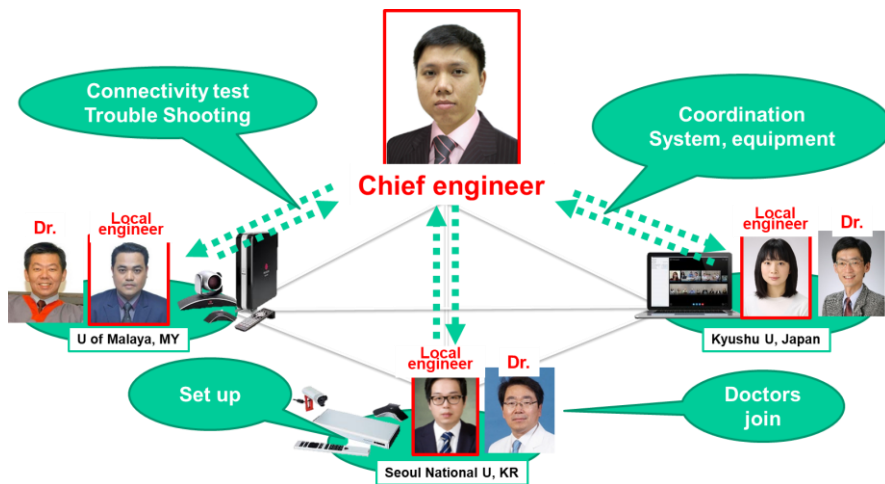 Connectivity test
Trouble Shooting
Coordination
System, equipment
Chief engineer
Dr.
Local
engineer
U of Malaya, MY
Local
engineer
Dr.
Kyushu U, Japan
Local
engineer
Dr.
Set up
Doctors
join
Seoul National U, KR